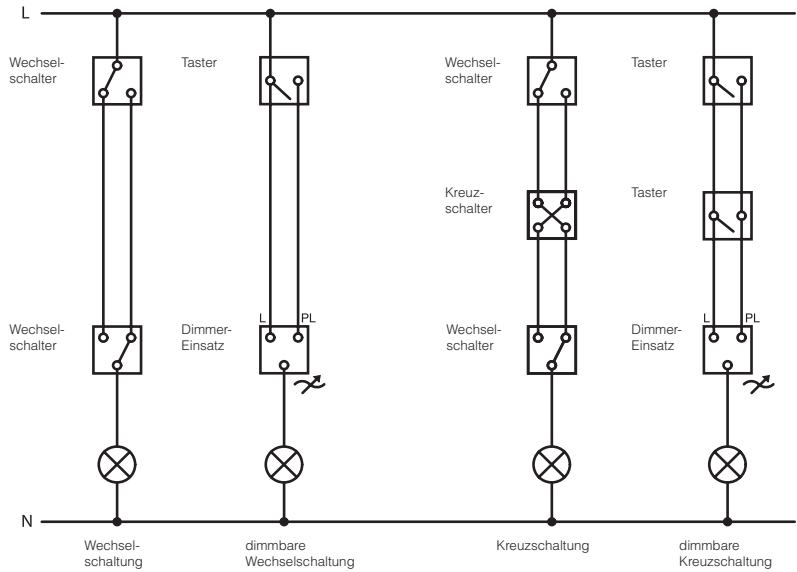 L
Wechsel-
schalter
Taster
Wechsel-
schalter
Taster
Kreuz-
schalter
Taster
L
PL
L
PL
Wechsel-
schalter
Dimmer-
Einsatz
Wechsel-
schalter
Dimmer-
Einsatz
N
Wechsel-
schaltung
dimmbare
Wechselschaltung
Kreuzschaltung
dimmbare
Kreuzschaltung